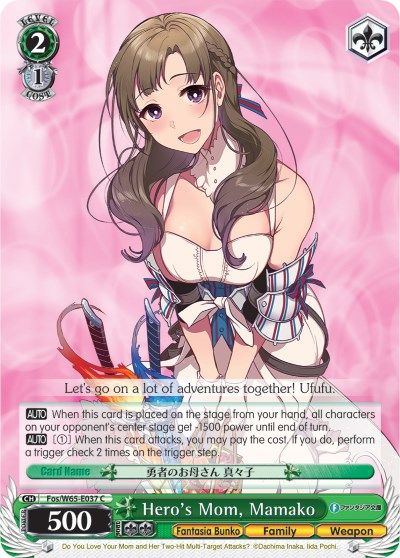 LEVEL
2
1
COST
Let's go on a lot of adventures together! Ufufu.
AUTO When this card is placed on the stage from your hand, all characters
on your opponent's center stage get -1500 power until end of turn.
AUTO [①] When this card attacks, you may pay the cost. If you do, perform
a trigger check 2 times on this attack.
Card Name
勇者のお母さん 真々子
CH Fos/W65-E037 C
500
Hero's Mom, Mamako
Fantasia Bunko
Family
Weapon
ファンタジア文庫
Do You Love Your Mom and Her Two-Hit Multi-Target Attacks? ©Dachima Inaka, Iida Pochi.